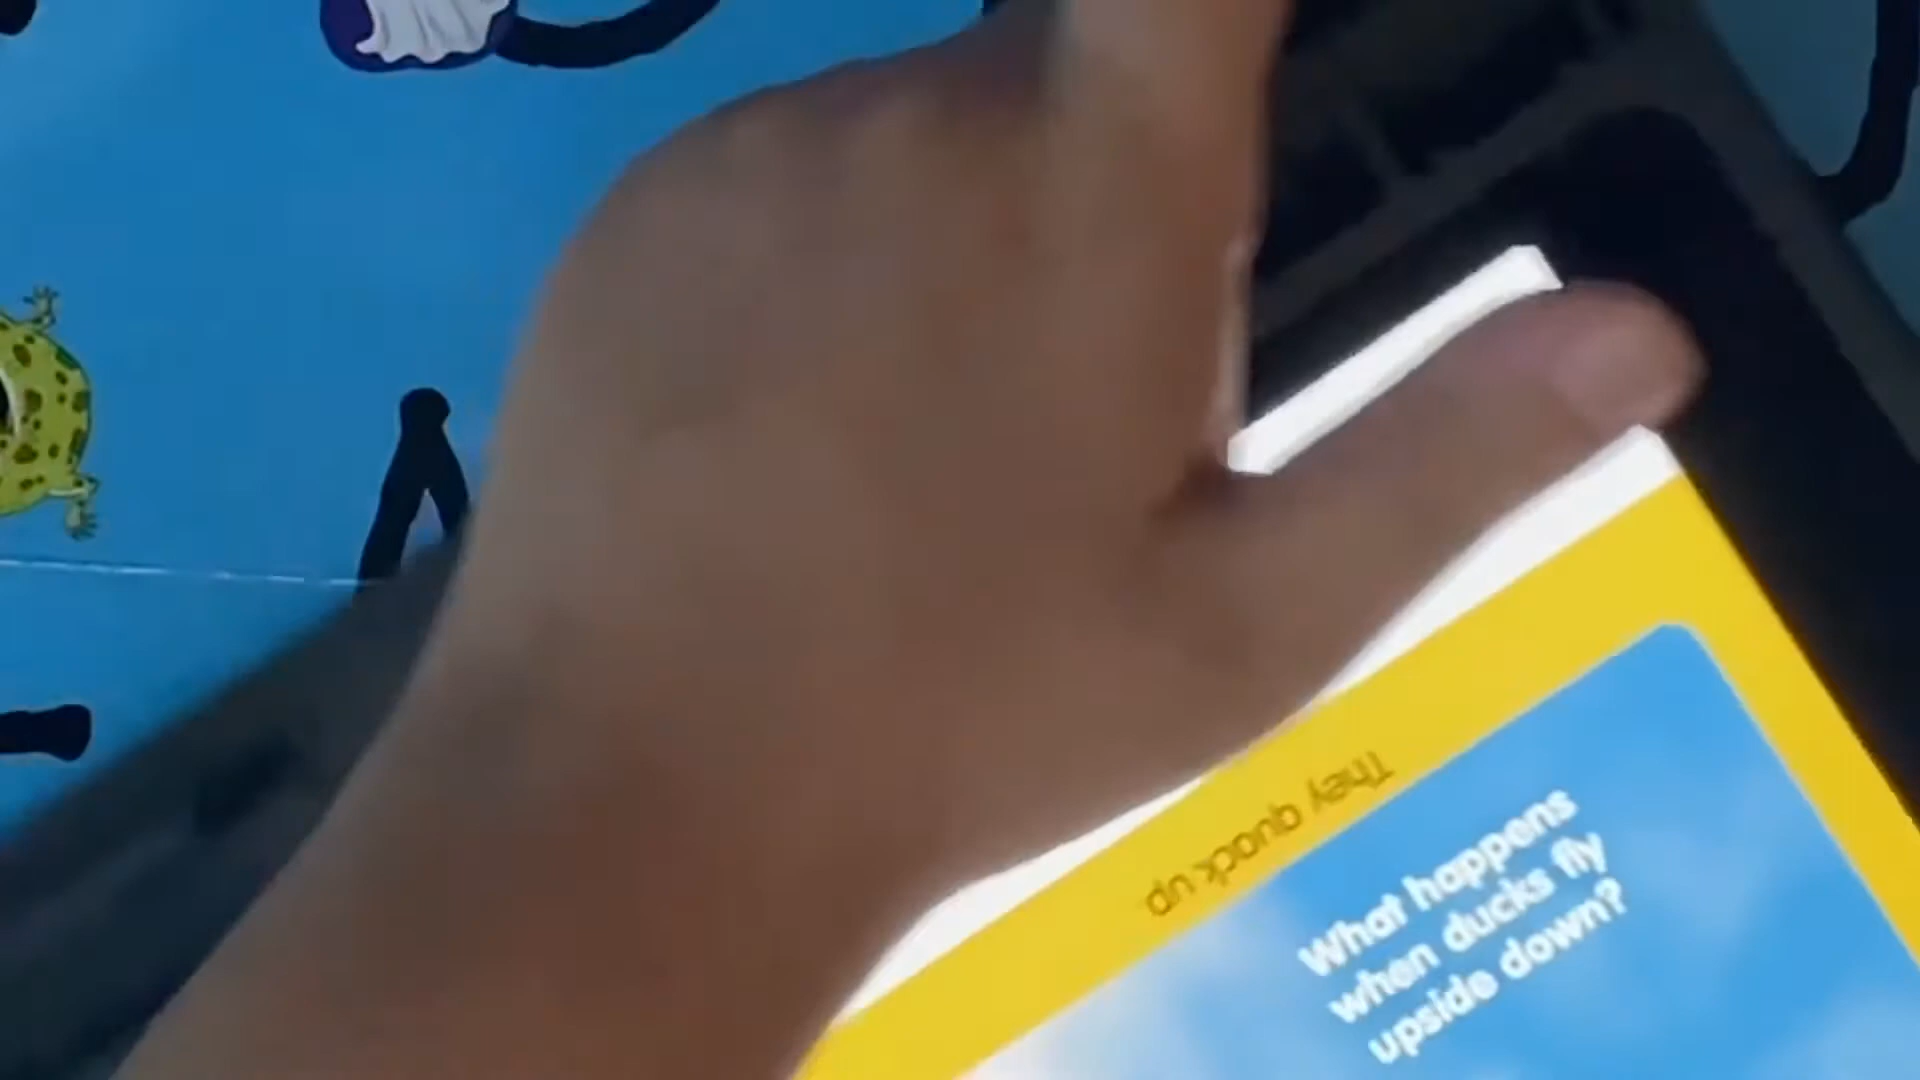 They quack up
What happens
when ducks fly
upside down?